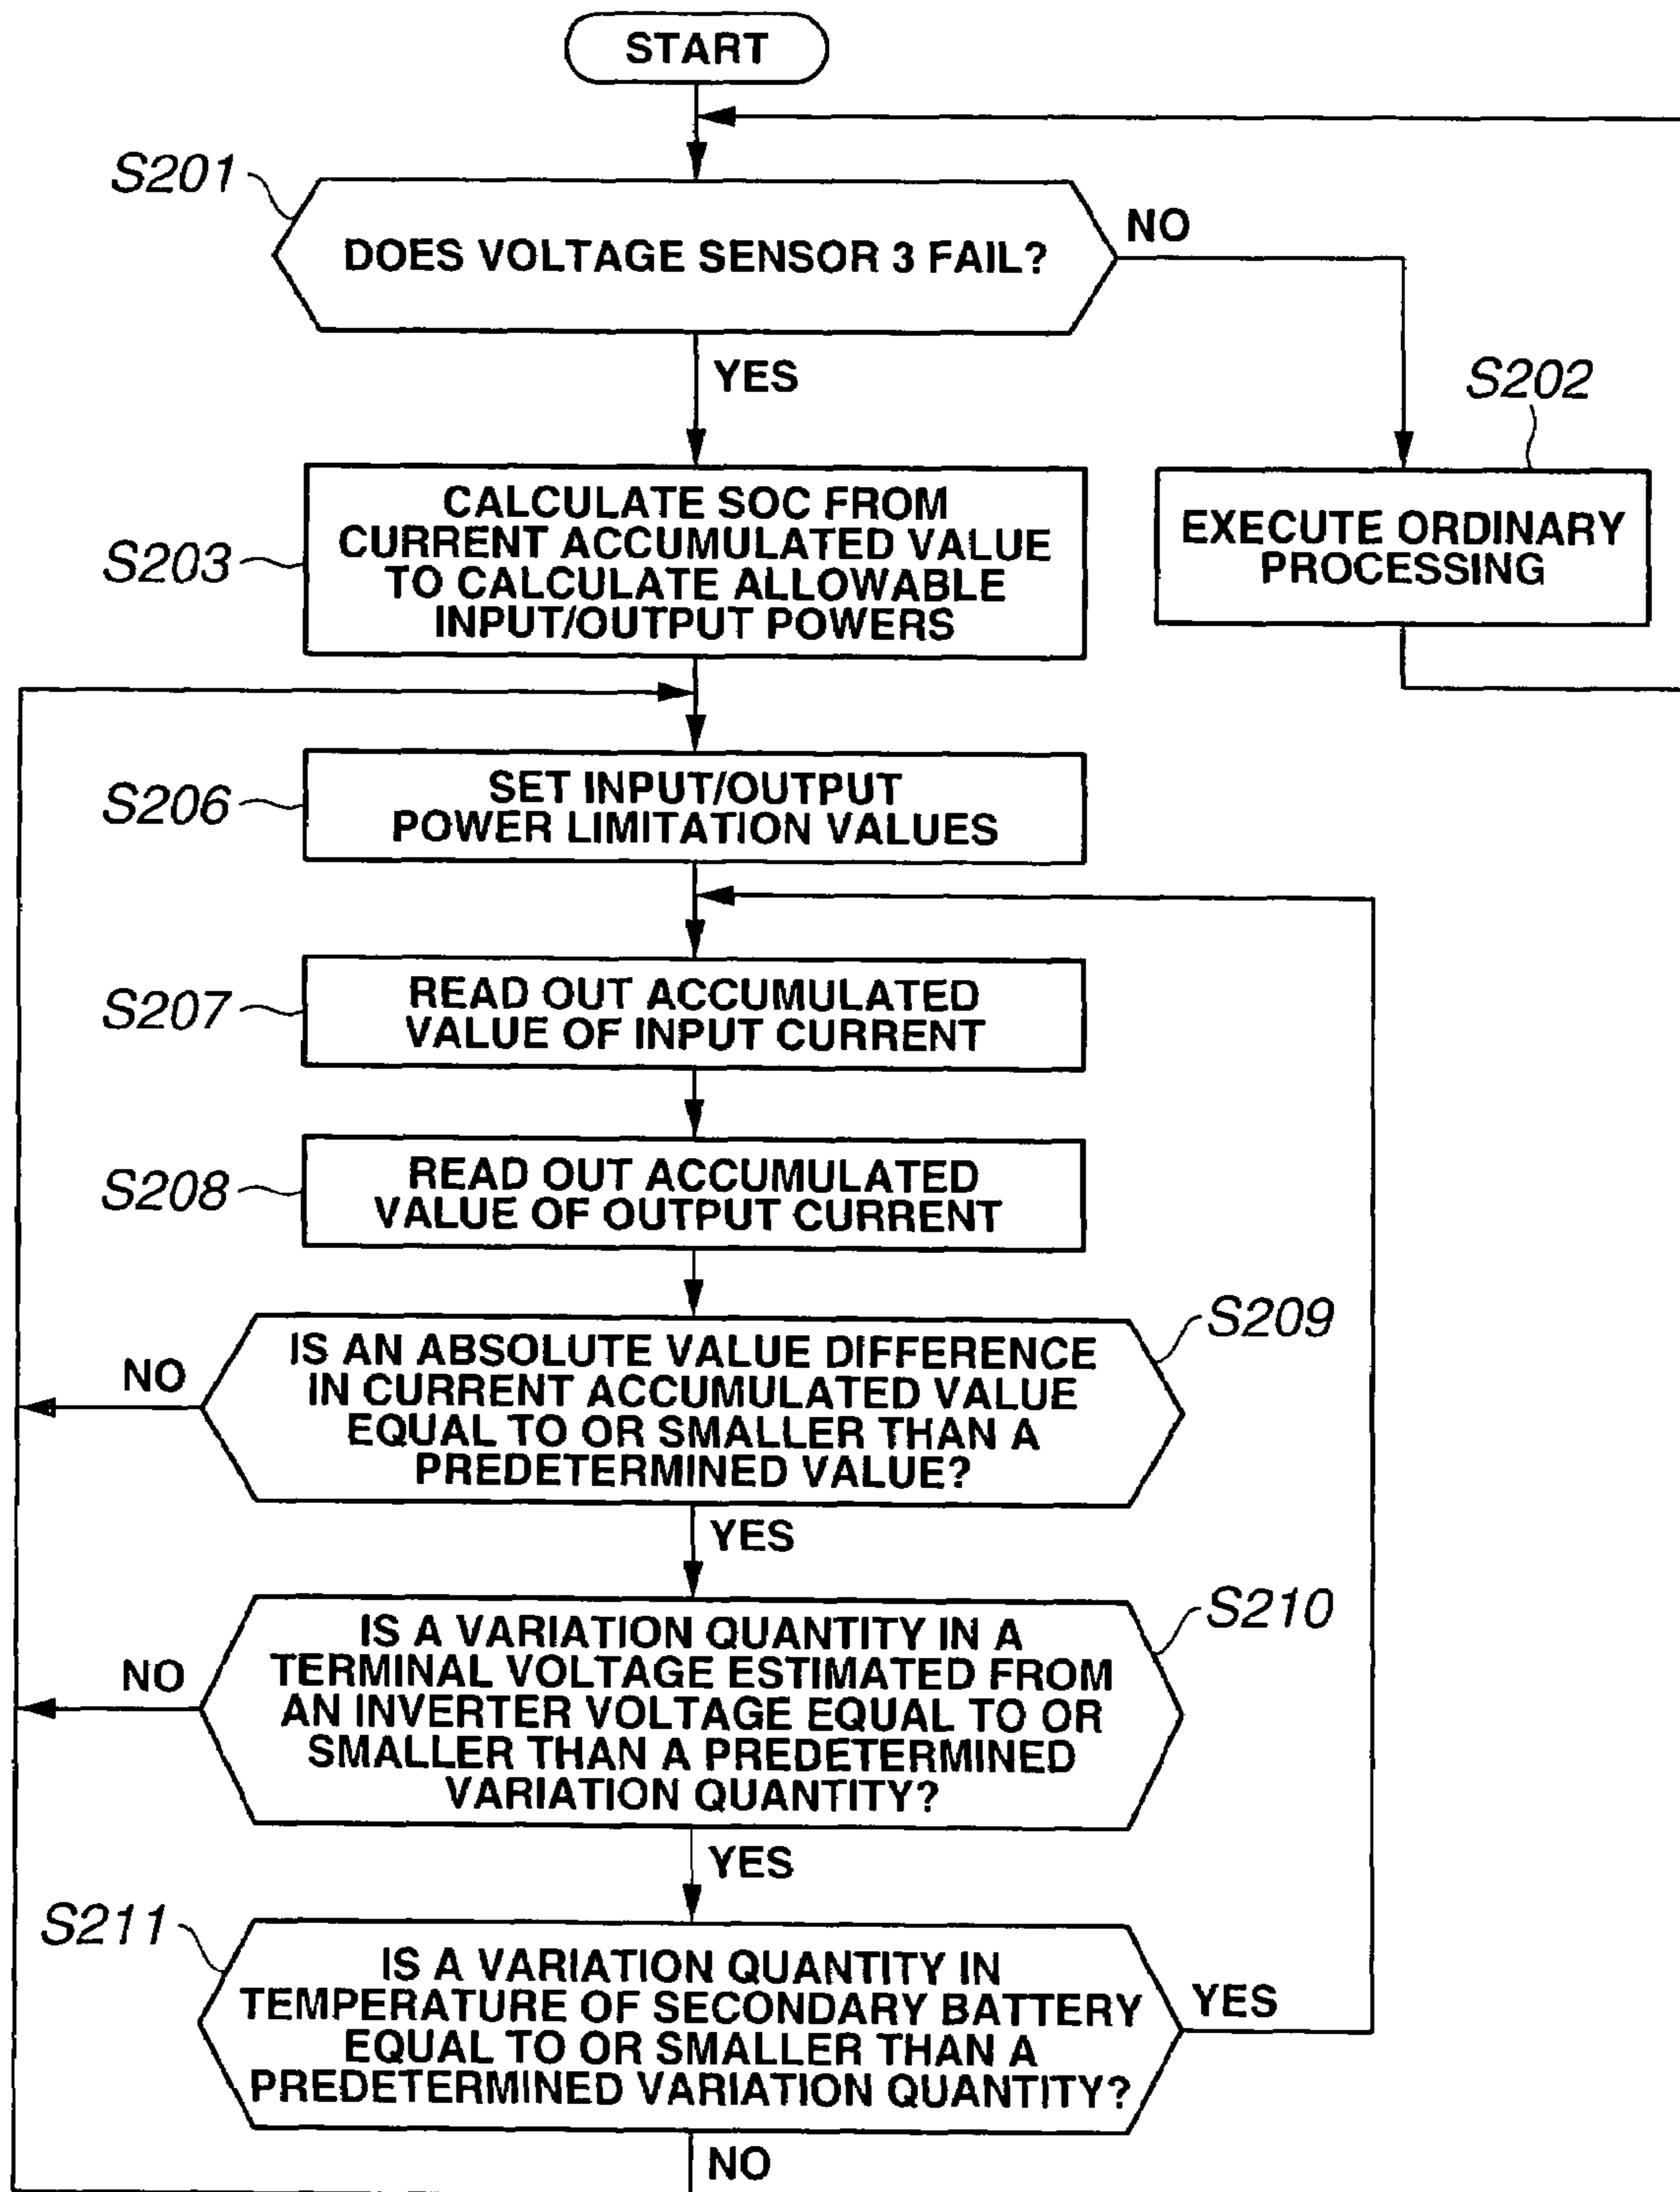 START
S201
DOES VOLTAGE SENSOR 3 FAIL?
NO
YES
S202
EXECUTE ORDINARY
PROCESSING
S203
CALCULATE SOC FROM
CURRENT ACCUMULATED VALUE
TO CALCULATE ALLOWABLE
INPUT/OUTPUT POWERS
S206
SET INPUT/OUTPUT
POWER LIMITATION VALUES
S207
READ OUT ACCUMULATED
VALUE OF INPUT CURRENT
S208
READ OUT ACCUMULATED
VALUE OF OUTPUT CURRENT
S209
NO
IS AN ABSOLUTE VALUE DIFFERENCE
IN CURRENT ACCUMULATED VALUE
EQUAL TO OR SMALLER THAN A
PREDETERMINED VALUE?
YES
S210
NO
IS A VARIATION QUANTITY IN A
TERMINAL VOLTAGE ESTIMATED FROM
AN INVERTER VOLTAGE EQUAL TO OR
SMALLER THAN A PREDETERMINED
VARIATION QUANTITY?
YES
S211
IS A VARIATION QUANTITY IN
TEMPERATURE OF SECONDARY BATTERY
EQUAL TO OR SMALLER THAN A
PREDETERMINED VARIATION QUANTITY?
YES
NO